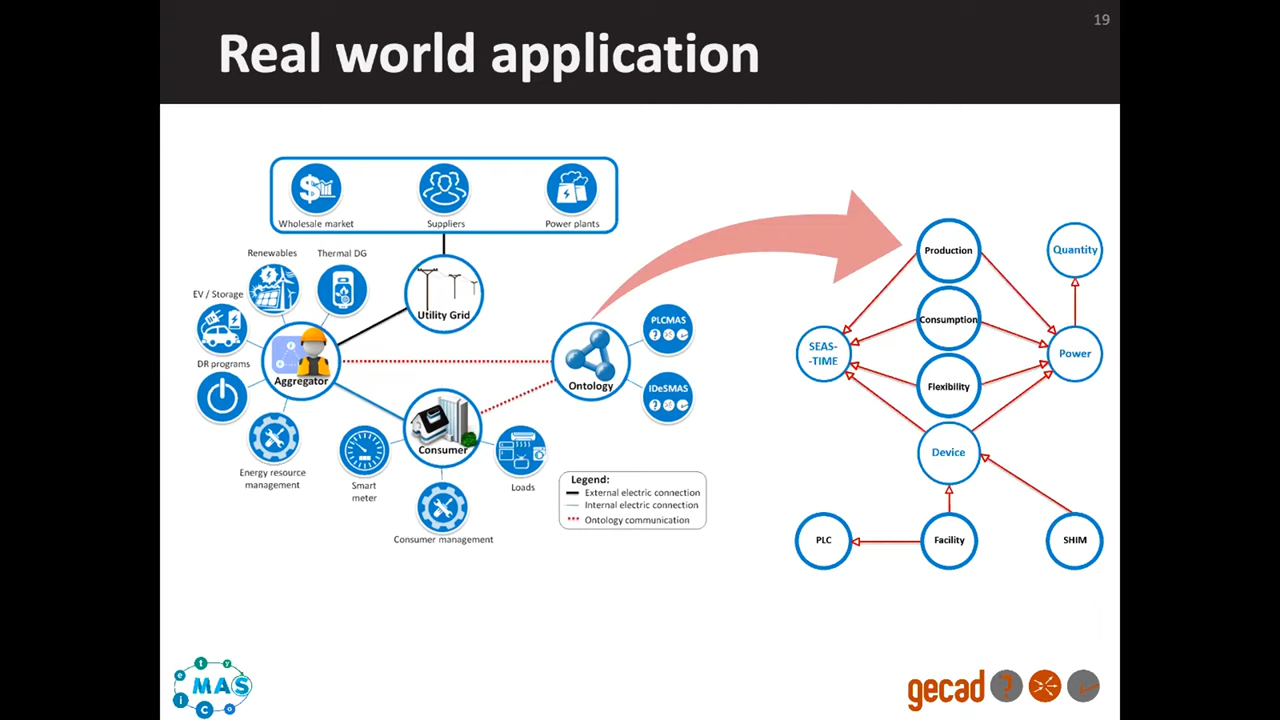 19
Real world application
Wholesale market
Suppliers
Power plants
Renewables
Thermal DG
EV / Storage
Utility Grid
DR programs
Aggregator
Energy resource
management
Smart
meter
Consumer
Consumer management
Loads
Ontology
PLCMAS
IDeSMAS
Legend:
External electric connection
Internal electric connection
Ontology communication
Production
Quantity
Consumption
SEAS-
-TIME
Power
Flexibility
Device
PLC
Facility
SHIM
MAS
e t y
i c o
gecad